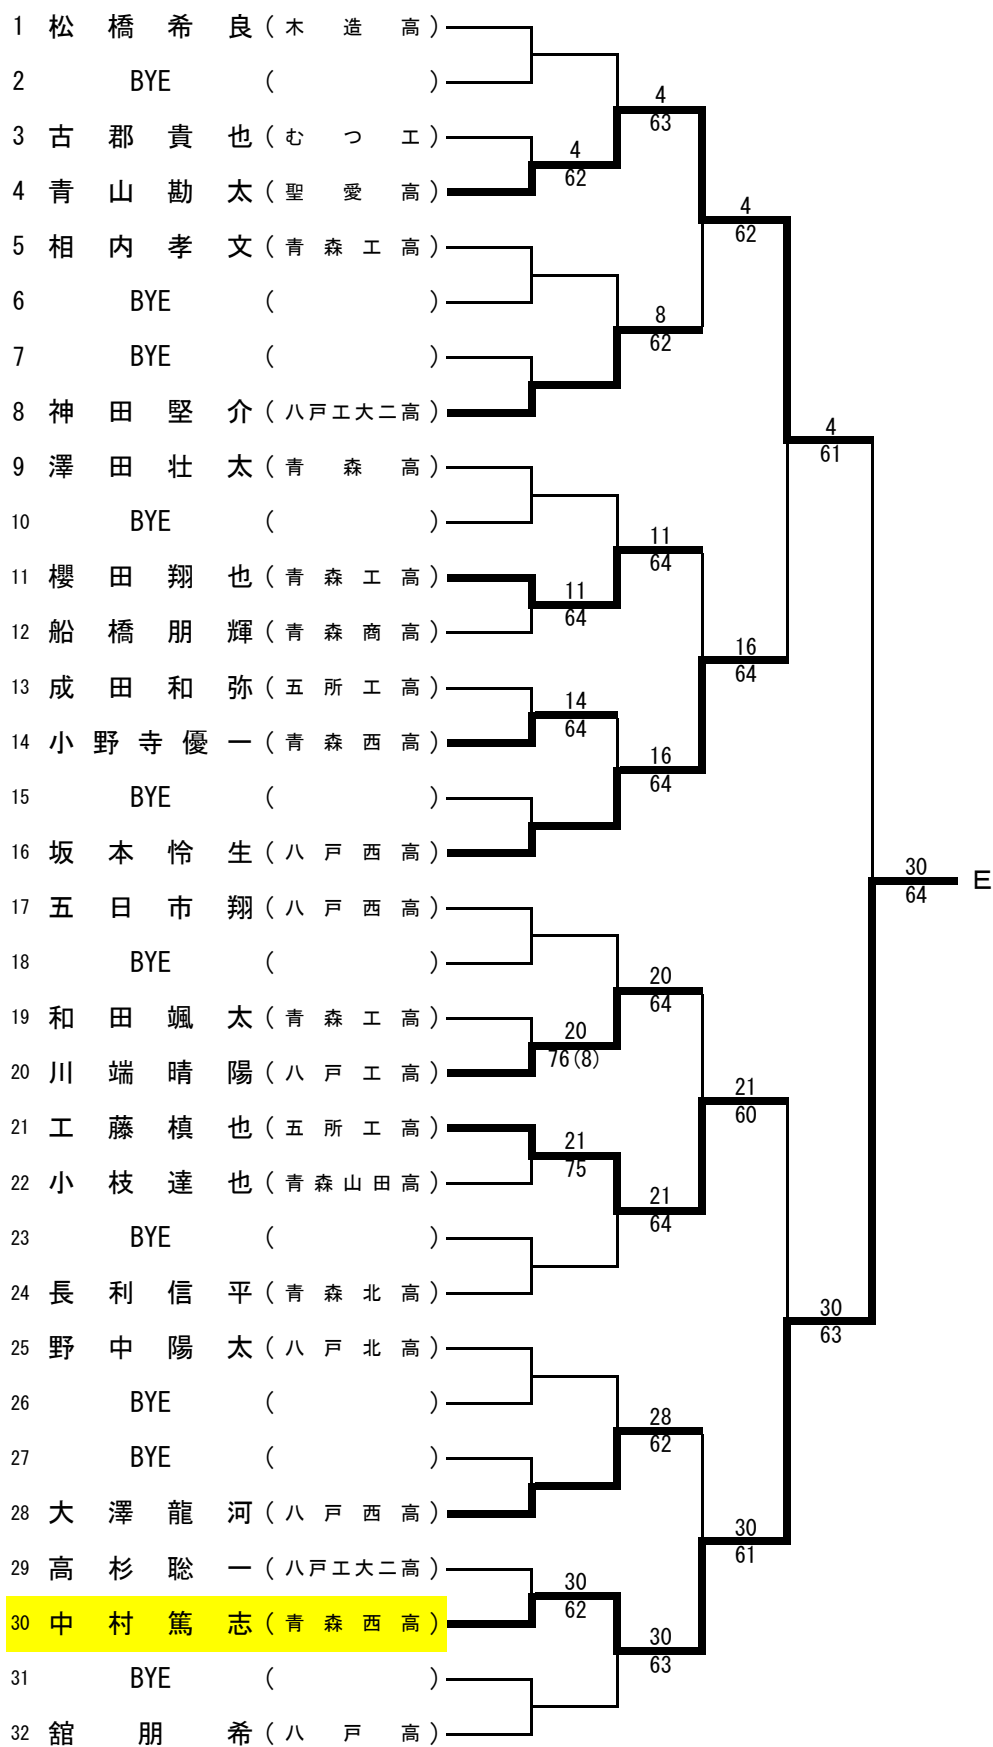 1 松橋希良(木造高)
2 BYE ( )
3 古郡貴也(むつ工)
4 青山勘太(聖愛高)
5 相内孝文(青森工高)
6 BYE ( )
7 BYE ( )
8 神田堅介(八戸工大二高)
9 澤田壮太(青森高)
10 BYE ( )
11 櫻田翔也(青森工高)
12 船橋朋輝(青森商高)
13 成田和弥(五所工高)
14 小野寺優一(青森西高)
15 BYE ( )
16 坂本怜生(八戸西高)
17 五日市翔(八戸西高)
18 BYE ( )
19 和田颯太(青森工高)
20 川端晴陽(八戸工高)
21 工藤槙也(五所工高)
22 小枝達也(青森山田高)
23 BYE ( )
24 長利信平(青森北高)
25 野中陽太(八戸北高)
26 BYE ( )
27 BYE ( )
28 大澤龍河(八戸西高)
29 高杉聡一(八戸工大二高)
30 中村篤志(青森西高)
31 BYE ( )
32 舘朋希(八戸高)
4
62
11
64
14
64
20
76(8)
21
75
30
62
4
63
8
62
11
64
16
64
20
64
21
64
28
62
30
63
4
62
16
64
21
60
30
61
4
61
30
63
30
64
E